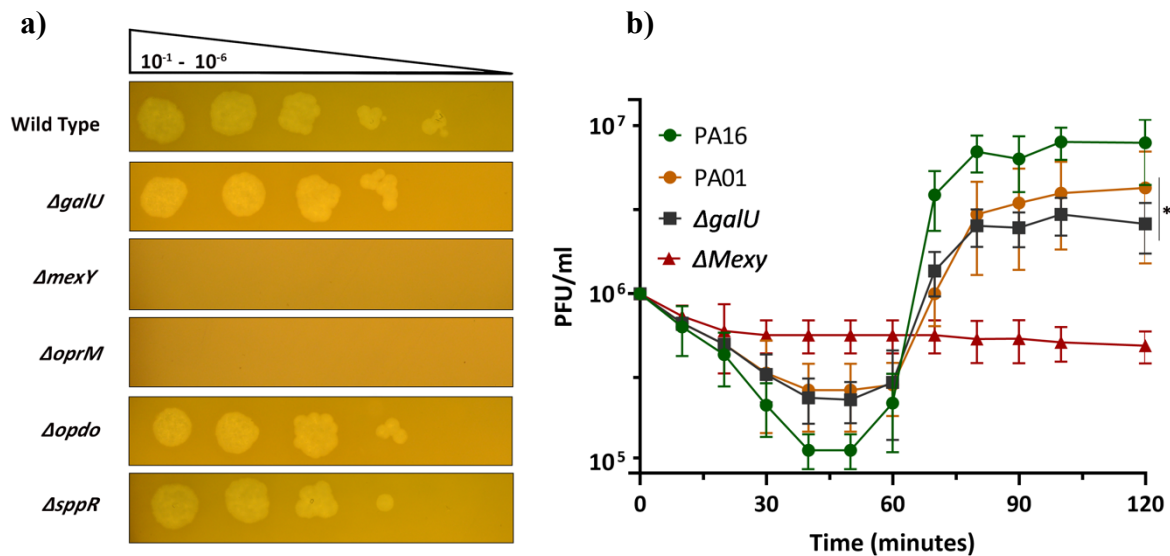 a)
10⁻¹ - 10⁻⁶
Wild Type
ΔgalU
ΔmexY
ΔoprM
Δopdo
ΔsppR
b)
PFU/ml
10⁷
10⁶
10⁵
PA16
PA01
ΔgalU
ΔMexy
*
0 30 60 90 120
Time (minutes)